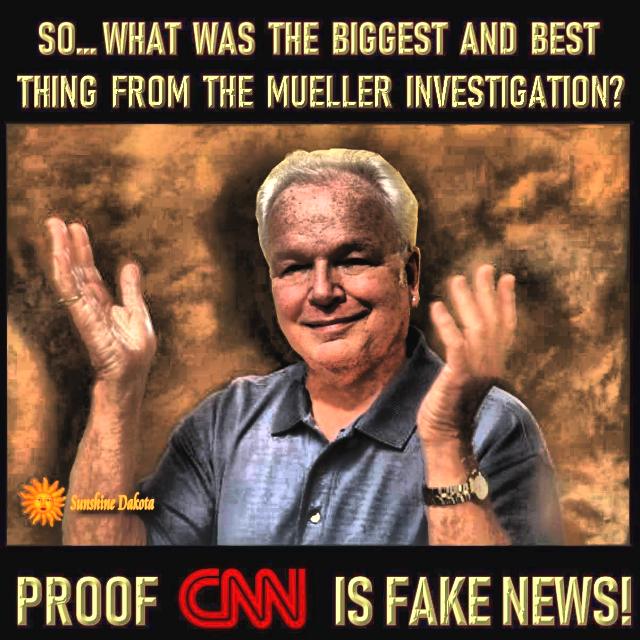 SO... WHAT WAS THE BIGGEST AND BEST
THING FROM THE MUELLER INVESTIGATION?
Sunshine Dakota
PROOF CNN IS FAKE NEWS!